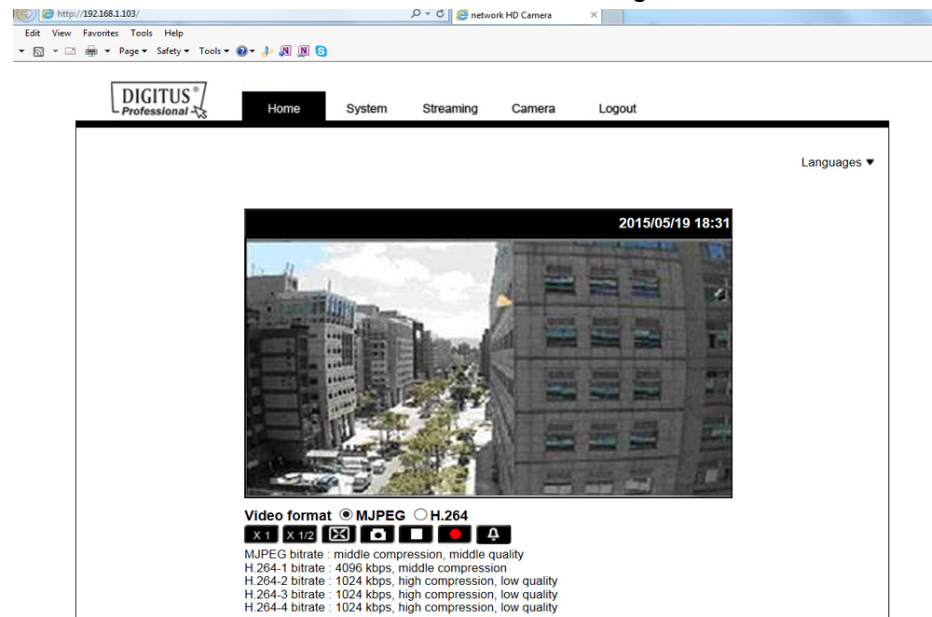 http://192.168.1.103/
network HD Camera
Edit View Favorites Tools Help
Page Safety Tools
DIGITUS®
Professional
Home System Streaming Camera Logout
Languages
2015/05/19 18:31
Video format MJPEG H.264
X 1 X 1/2
MJPEG bitrate : middle compression, middle quality
H.264-1 bitrate : 4096 kbps, middle compression
H.264-2 bitrate : 1024 kbps, high compression, low quality
H.264-3 bitrate : 1024 kbps, high compression, low quality
H.264-4 bitrate : 1024 kbps, high compression, low quality